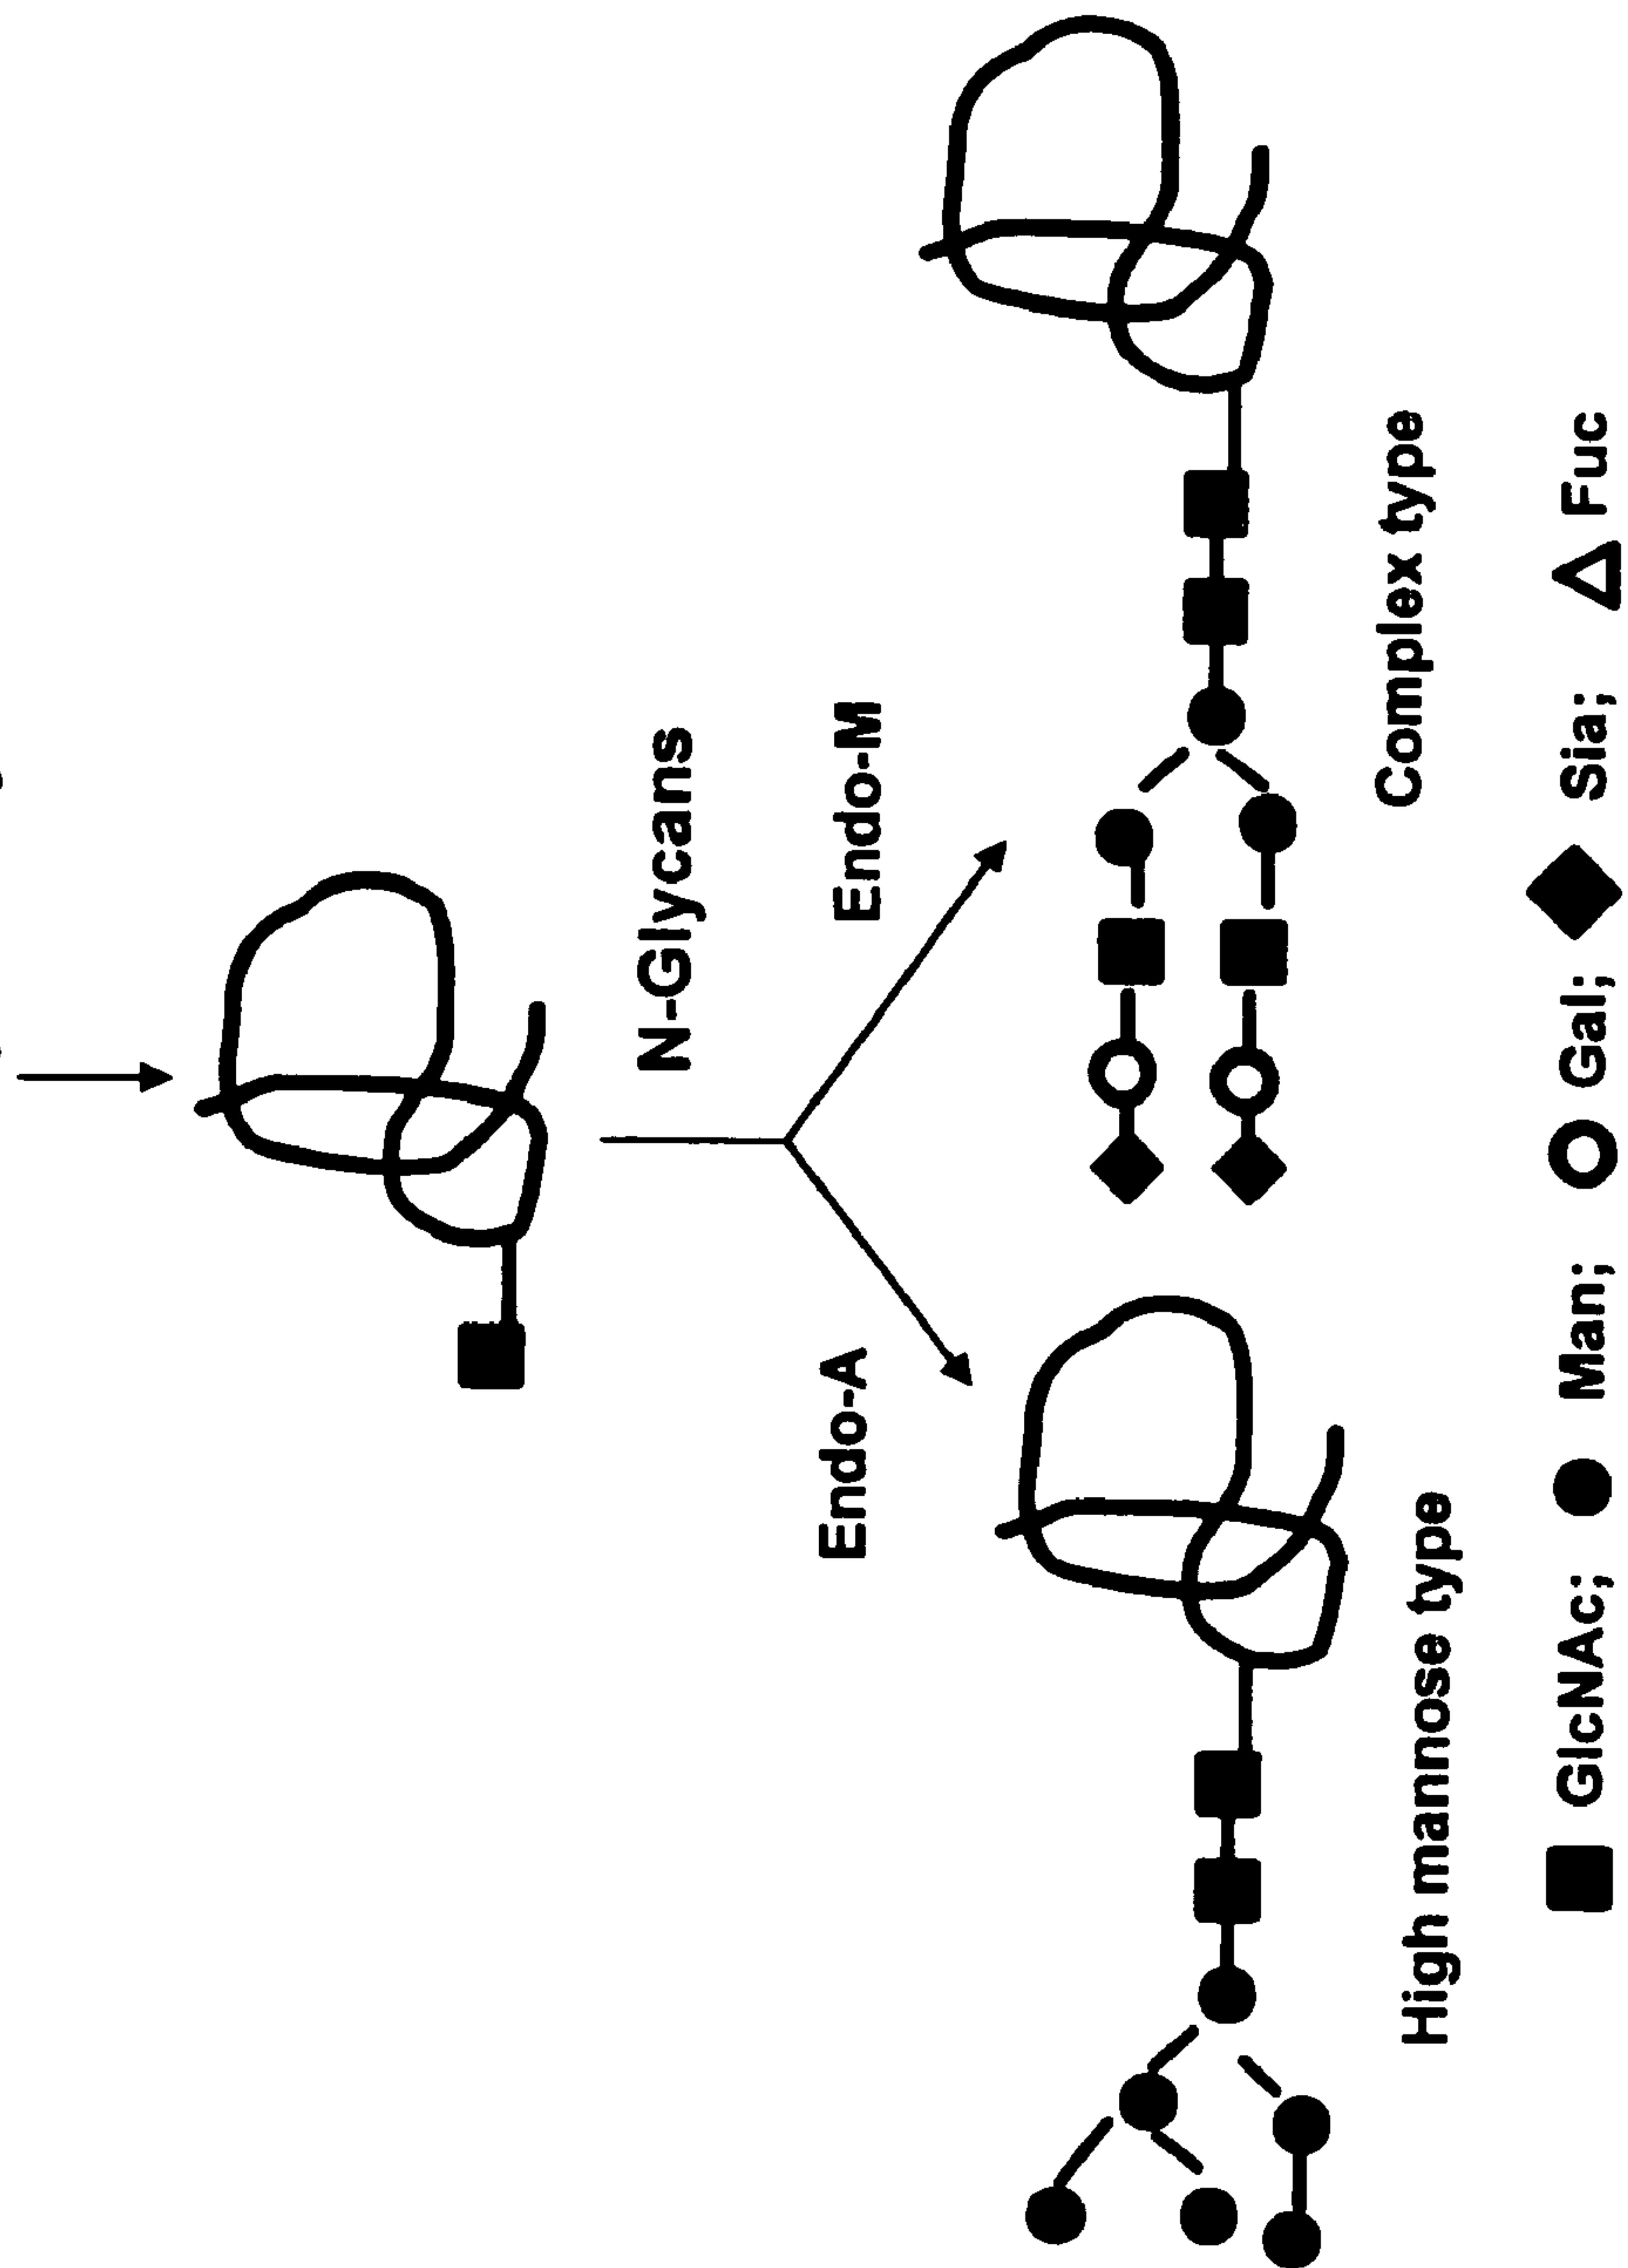 N-Glycans
Endo-A
Endo-M
High mannose type
Complex type
GlcNAc; Man; Gal; Sia; Fuc